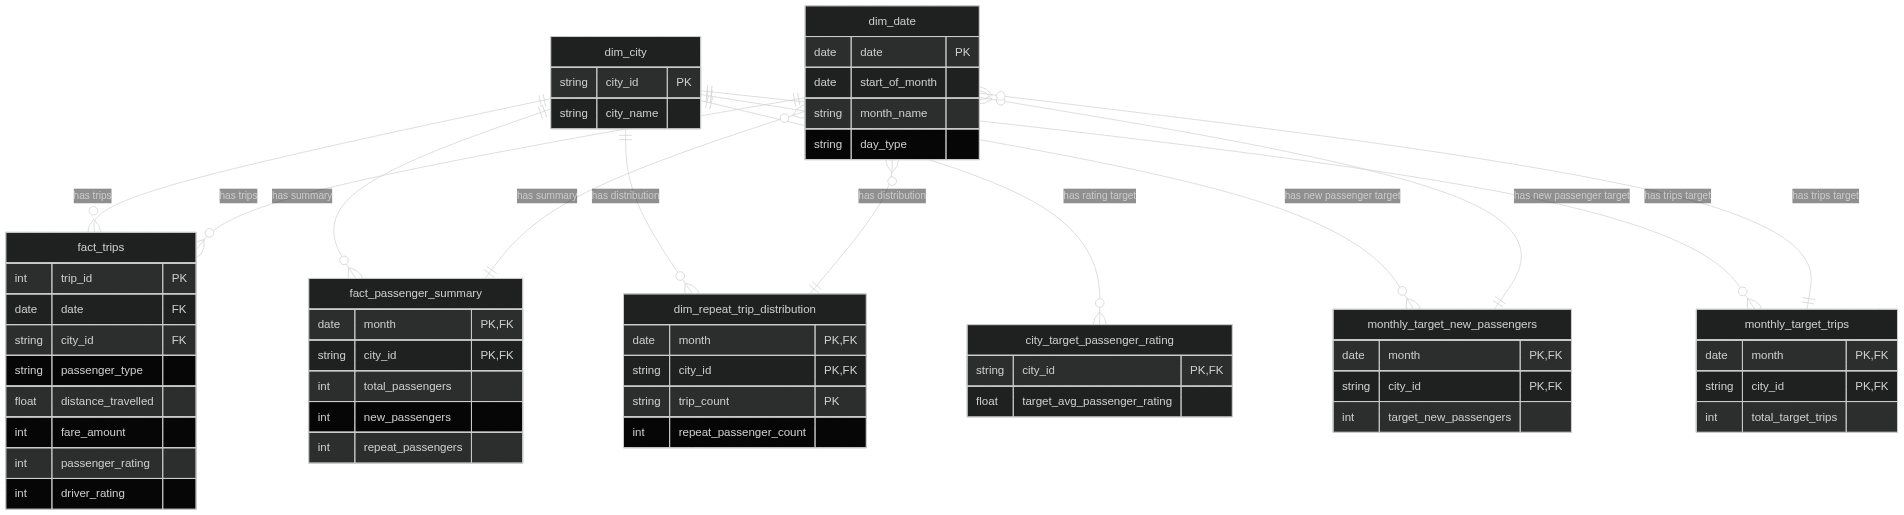 dim_date
date date PK
date start_of_month
string month_name
string day_type
dim_city
string city_id PK
string city_name
has trips
has trips
has summary
has summary
has distribution
has distribution
has rating target
has new passenger target
has new passenger target
has trips target
has trips target
fact_trips
int trip_id PK
date date FK
string city_id FK
string passenger_type
float distance_travelled
int fare_amount
int passenger_rating
int driver_rating
fact_passenger_summary
date month PK,FK
string city_id PK,FK
int total_passengers
int new_passengers
int repeat_passengers
dim_repeat_trip_distribution
date month PK,FK
string city_id PK,FK
string trip_count PK
int repeat_passenger_count
city_target_passenger_rating
string city_id PK,FK
float target_avg_passenger_rating
monthly_target_new_passengers
date month PK,FK
string city_id PK,FK
int target_new_passengers
monthly_target_trips
date month PK,FK
string city_id PK,FK
int total_target_trips